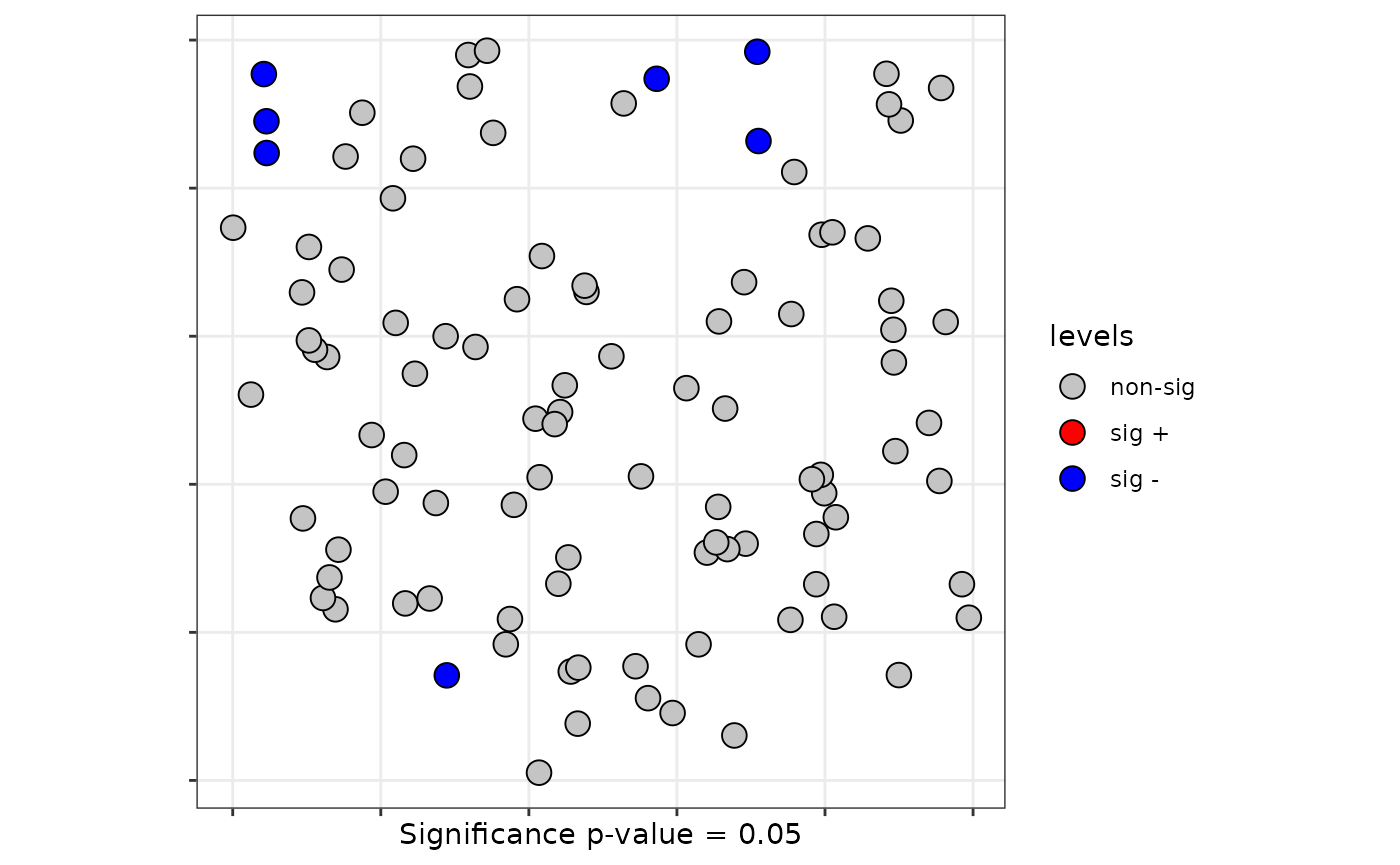 levels
non-sig
sig +
sig -
Significance p-value = 0.05